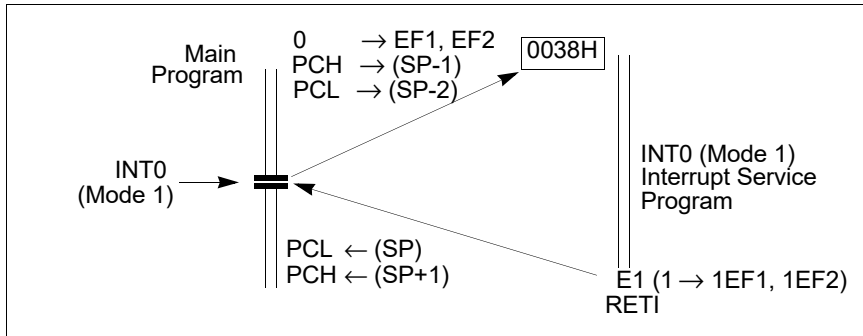 Main
Program
0 → EF1, EF2
PCH → (SP-1)
PCL → (SP-2)
0038H
INT0
(Mode 1)
INT0 (Mode 1)
Interrupt Service
Program
PCL ← (SP)
PCH ← (SP+1)
E1 (1 → 1EF1, 1EF2)
RETI